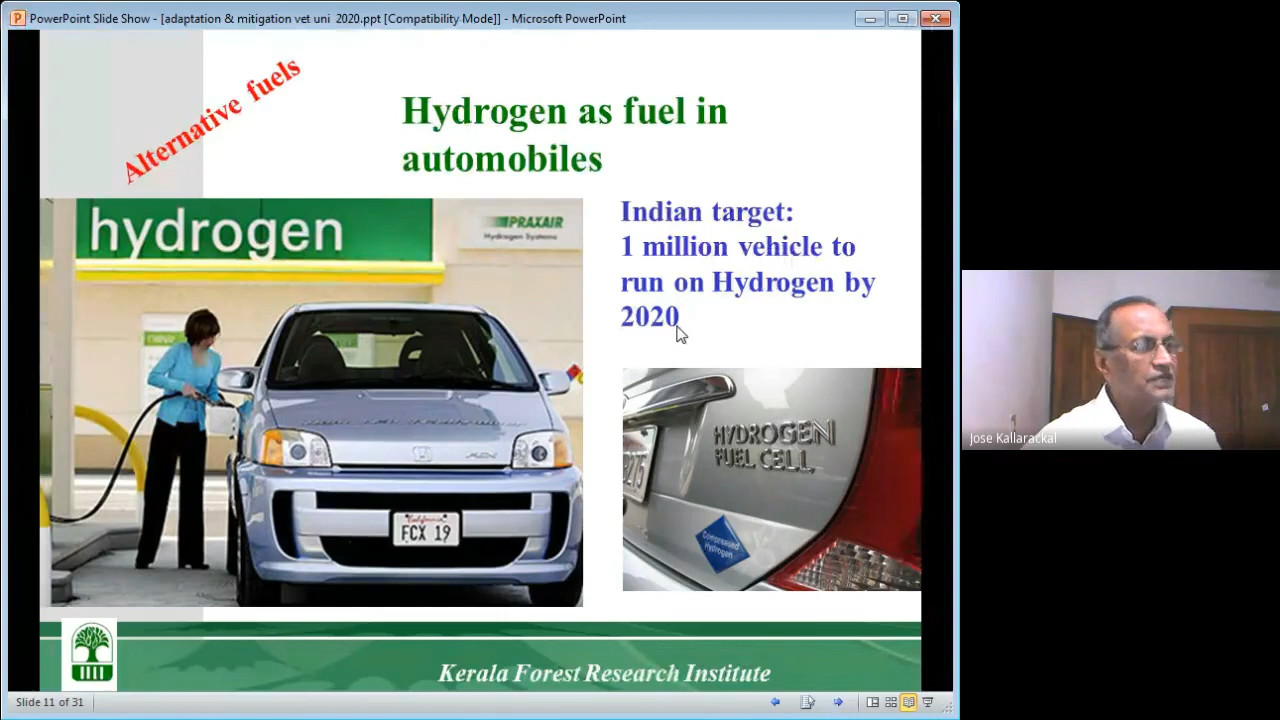 PowerPoint Slide Show - [adaptation & mitigation vet uni 2020.ppt [Compatibility Mode]] - Microsoft PowerPoint
Alternative fuels
Hydrogen as fuel in
automobiles
Indian target:
1 million vehicle to
run on Hydrogen by
2020
hydrogen
PRAXAIR
Hydrogen Systems
California
FCX 19
HYDROGEN
FUEL CELL
Compressed
Hydrogen
Jose Kallarackal
Kerala Forest Research Institute
Slide 11 of 31